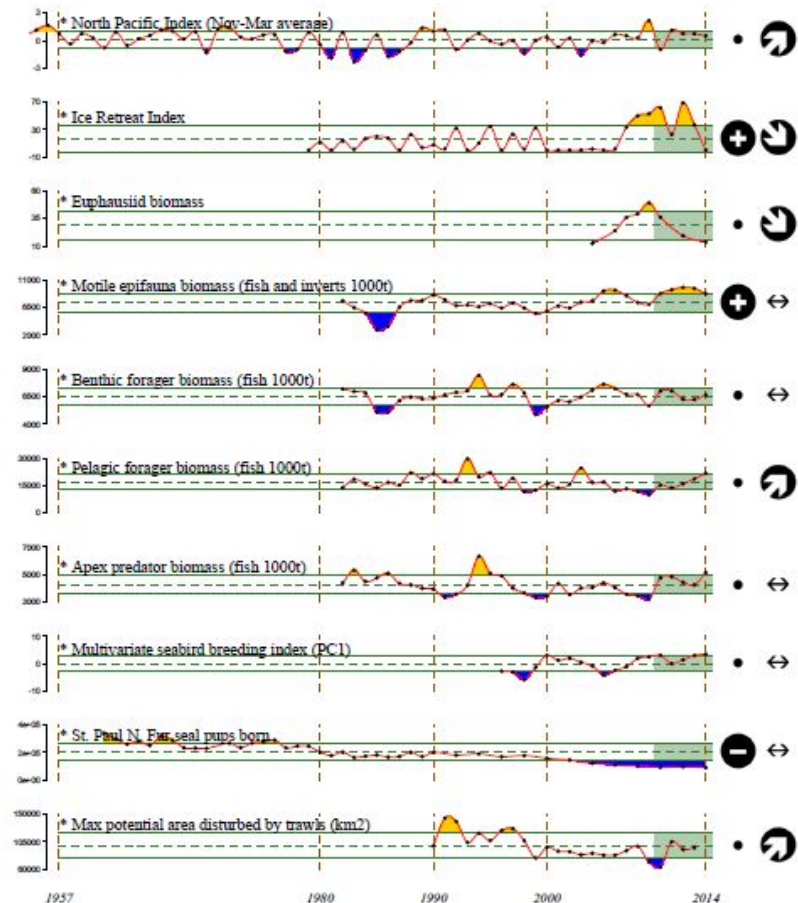 3
* North Pacific Index (Nov-Mar average)
0
-3
70
* Ice Retreat Index
30
-10
60
* Euphausiid biomass
35
10
11000
* Motile epifauna biomass (fish and inverts 1000t)
6500
2000
9000
* Benthic forager biomass (fish 1000t)
6500
4000
30000
* Pelagic forager biomass (fish 1000t)
15000
0
7000
* Apex predator biomass (fish 1000t)
5000
3000
10
* Multivariate seabird breeding index (PC1)
0
-10
4e+05
* St. Paul N. Fur seal pups born
2e+05
0e+00
150000
* Max potential area disturbed by trawls (km2)
105000
60000
1957 1980 1990 2000 2014